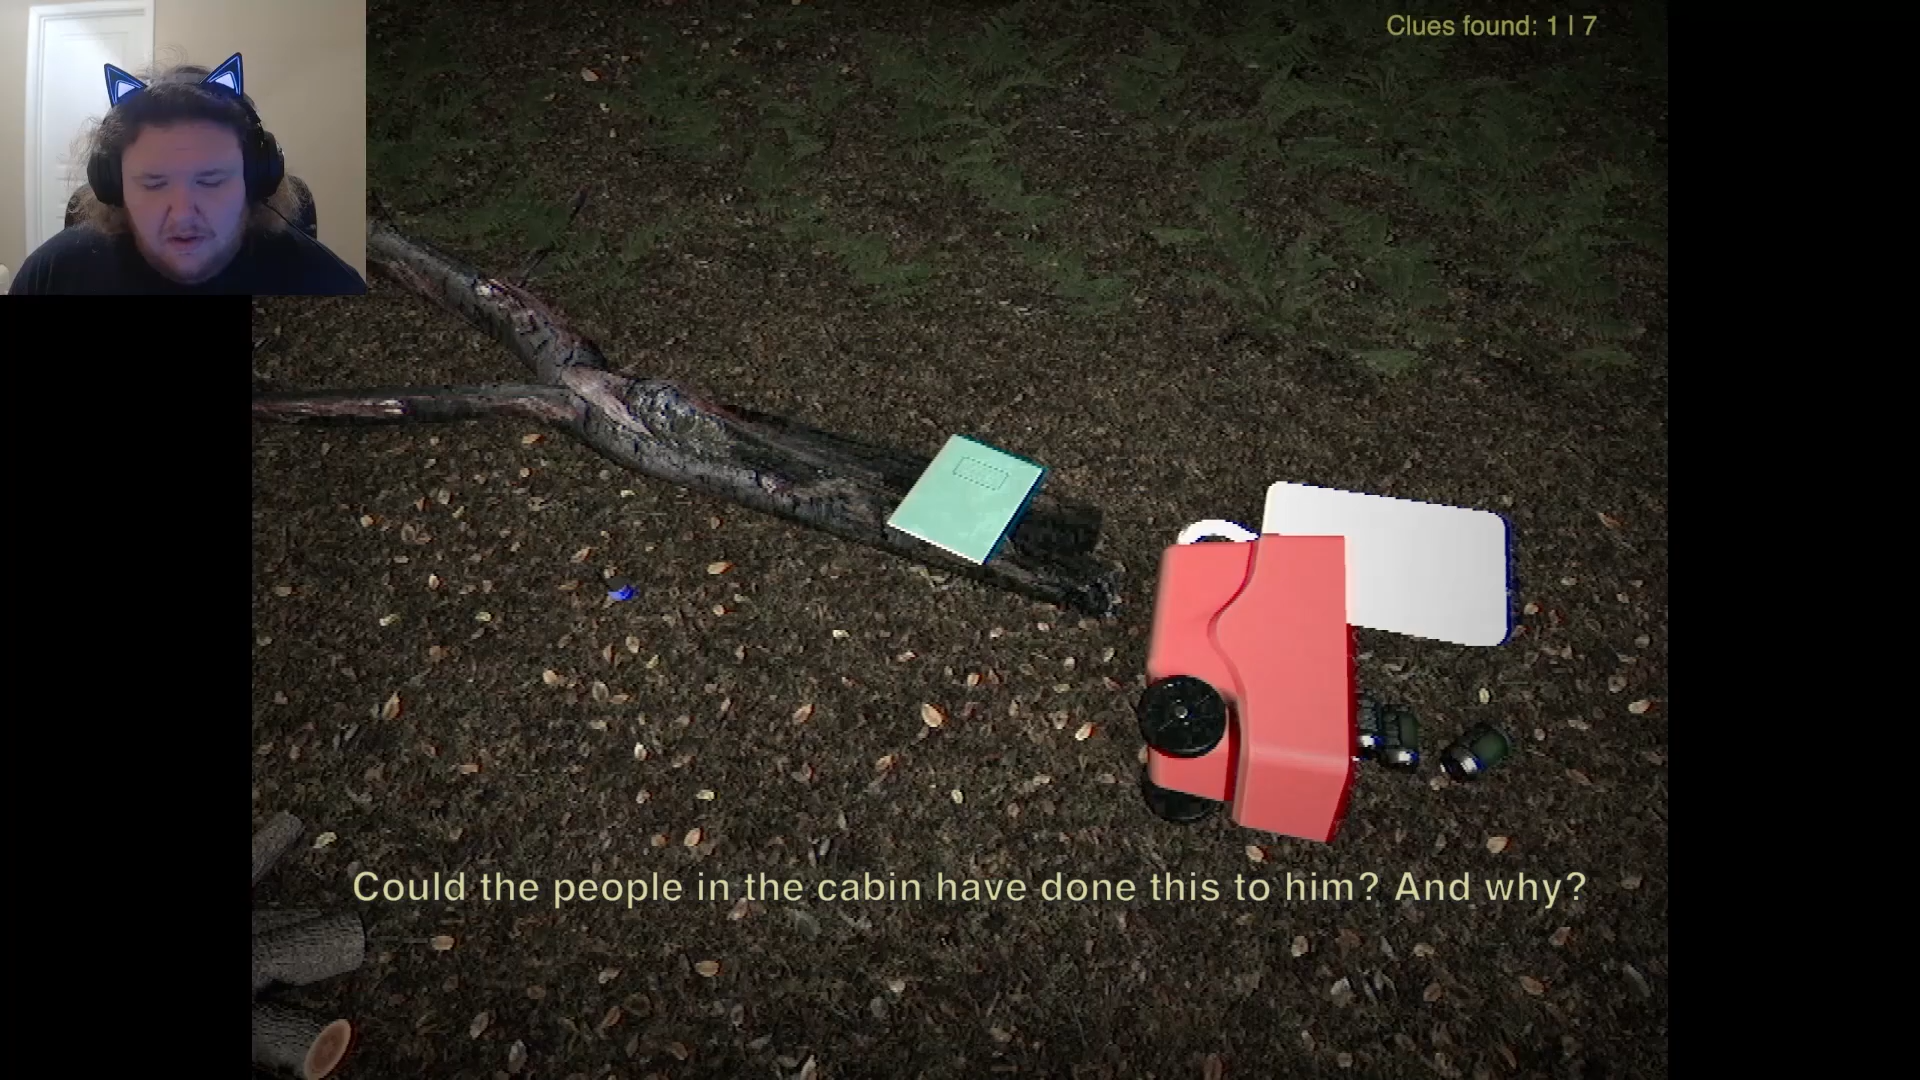 Clues found: 1 | 7
Could the people in the cabin have done this to him? And why?